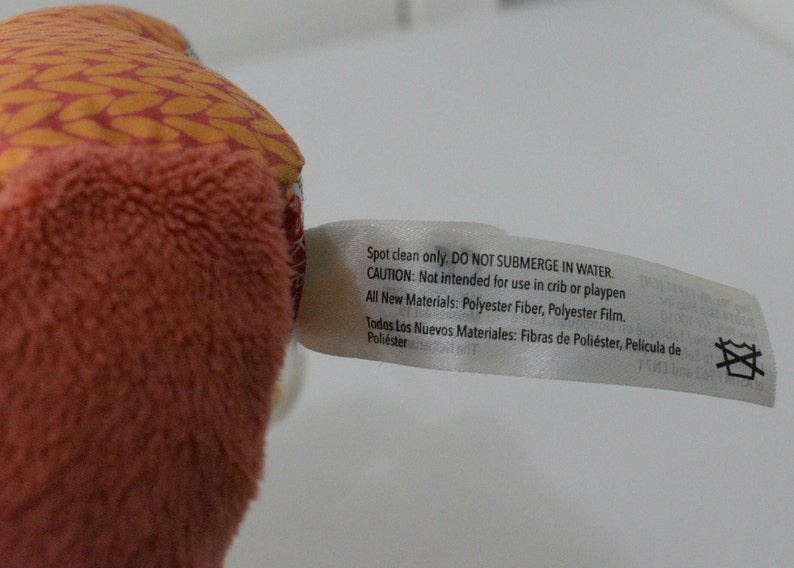 Spot clean only. DO NOT SUBMERGE IN WATER.
CAUTION: Not intended for use in crib or playpen
All New Materials: Polyester Fiber, Polyester Film.
Todos Los Nuevos Materiales: Fibras de Poliéster, Película de
Poliéster